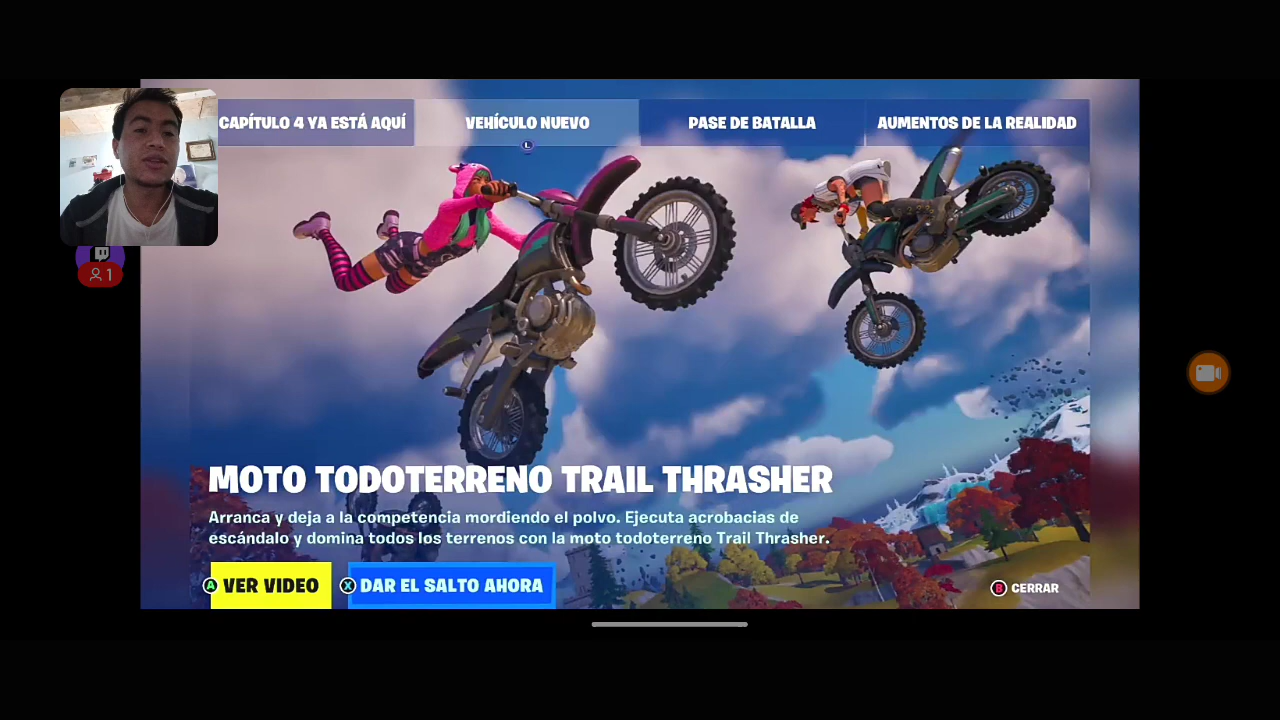 CAPÍTULO 4 YA ESTÁ AQUÍ
VEHÍCULO NUEVO
PASE DE BATALLA
AUMENTOS DE LA REALIDAD
L
1
MOTO TODOTERRENO TRAIL THRASHER
Arranca y deja a la competencia mordiendo el polvo. Ejecuta acrobacias de
escándalo y domina todos los terrenos con la moto todoterreno Trail Thrasher.
A VER VIDEO
X DAR EL SALTO AHORA
B CERRAR